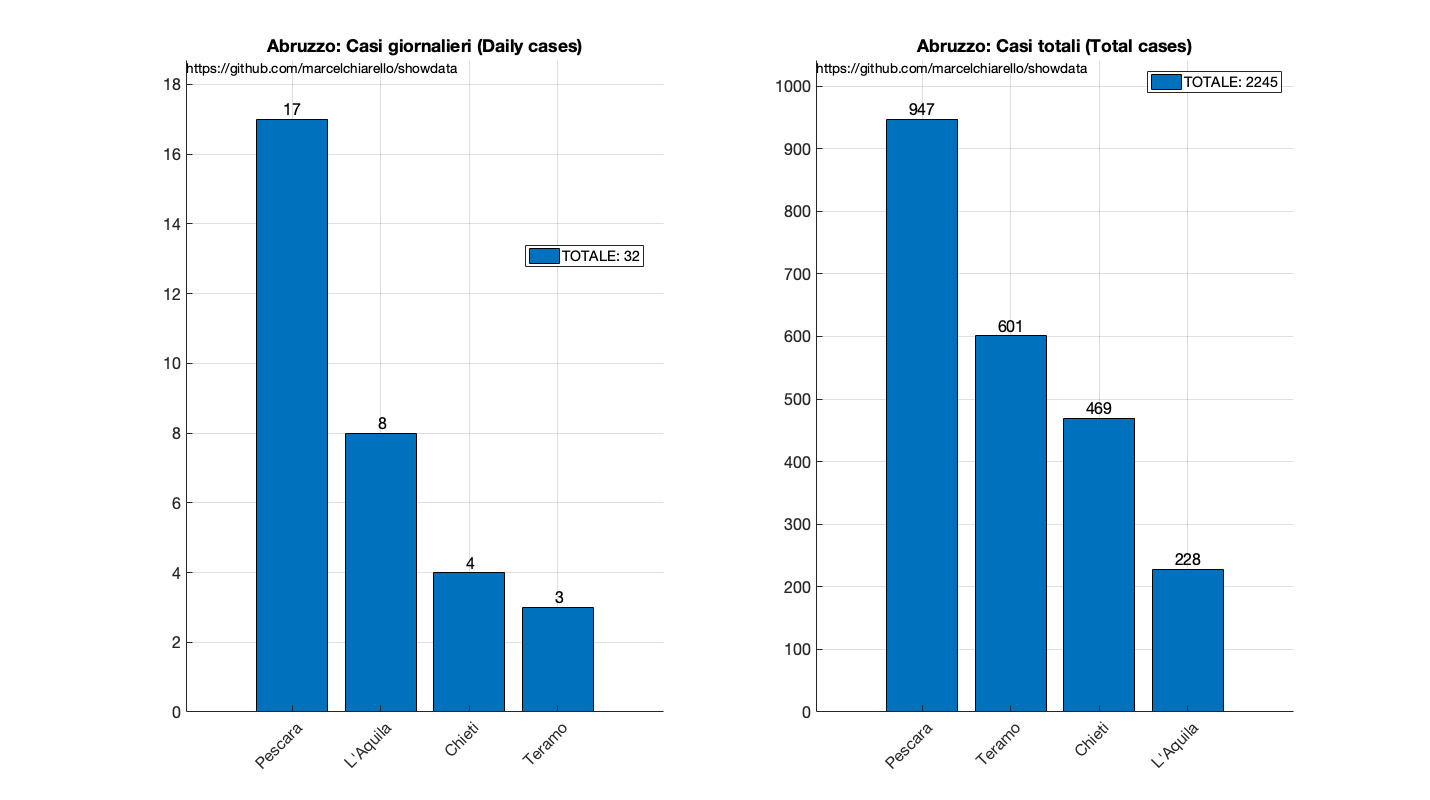 Abruzzo: Casi giornalieri (Daily cases)
https://github.com/marcelchiarello/showdata
18
16
14
12
10
8
6
4
2
0
17
8
4
3
TOTALE: 32
Pescara
L'Aquila
Chieti
Teramo
Abruzzo: Casi totali (Total cases)
https://github.com/marcelchiarello/showdata
TOTALE: 2245
1000
900
800
700
600
500
400
300
200
100
0
947
601
469
228
Pescara
Teramo
Chieti
L'Aquila